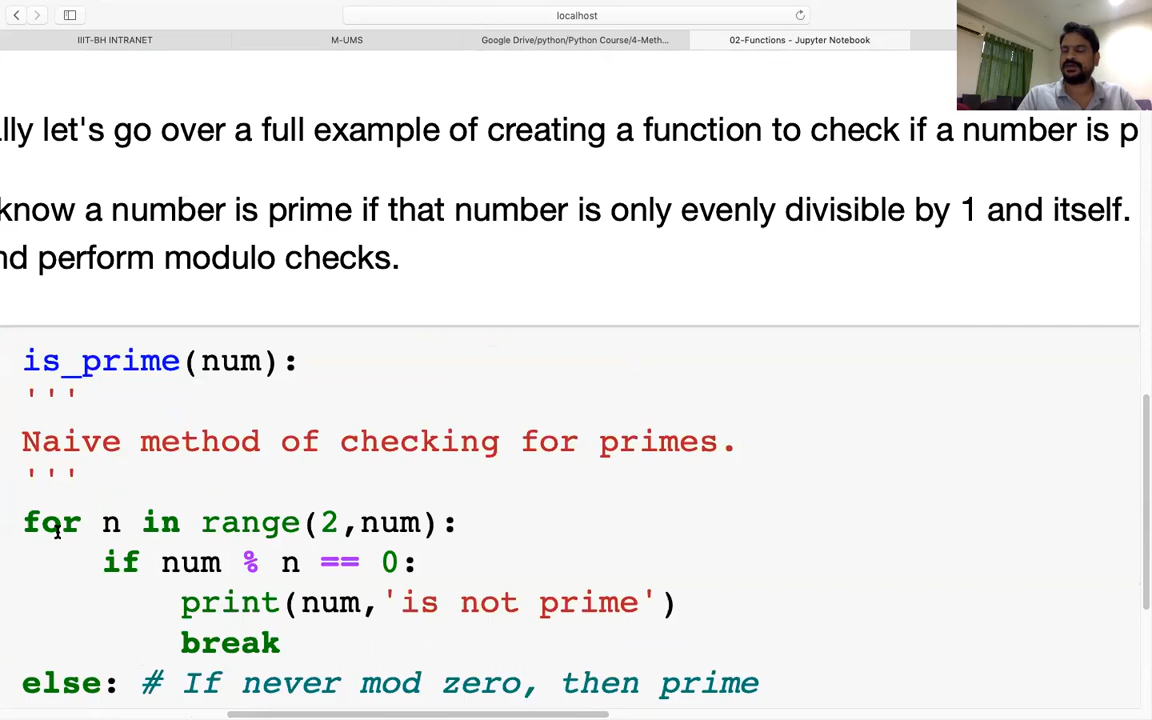 localhost
IIIT-BH INTRANET
M-UMS
Google Drive/python/Python Course/4-Meth...
02-Functions - Jupyter Notebook
lly let's go over a full example of creating a function to check if a number is p
know a number is prime if that number is only evenly divisible by 1 and itself.
nd perform modulo checks.
is_prime(num):
'''
Naive method of checking for primes.
'''
for n in range(2,num):
if num % n == 0:
print(num,'is not prime')
break
else: # If never mod zero, then prime